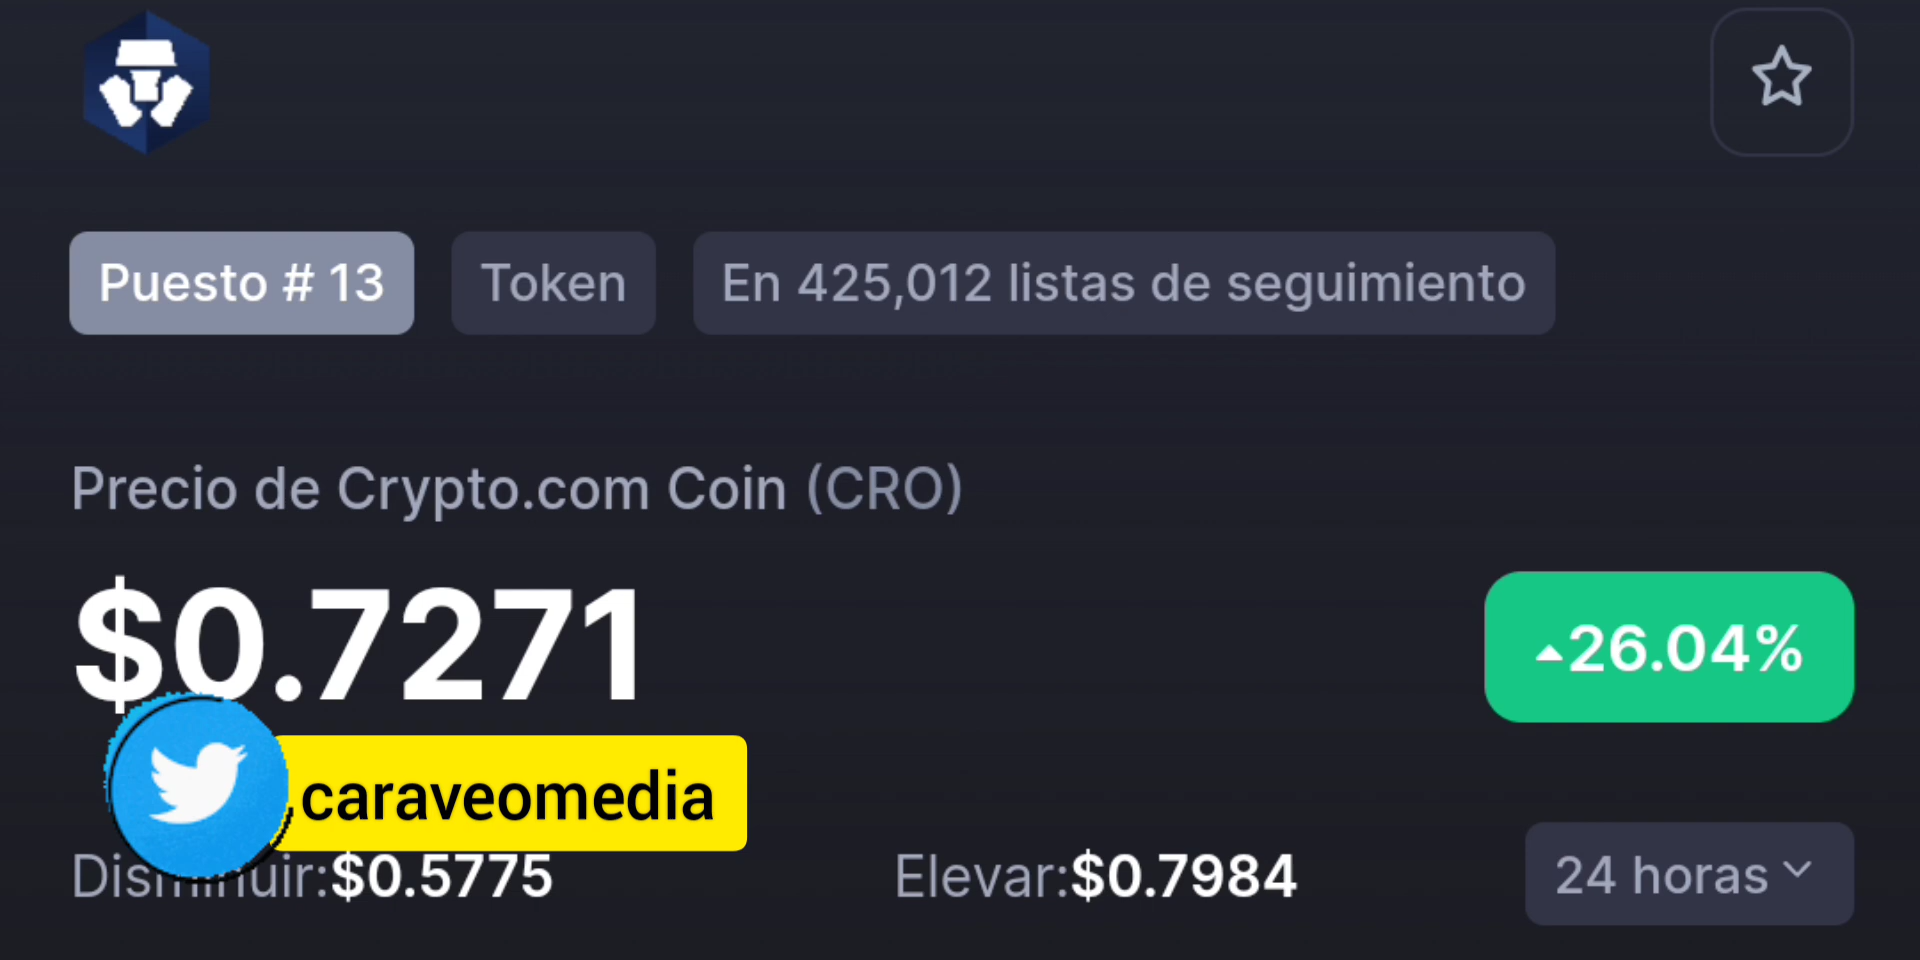 Puesto # 13
Token
En 425,012 listas de seguimiento
Precio de Crypto.com Coin (CRO)
$0.7271
26.04%
caraveomedia
Disminuir:$0.5775
Elevar:$0.7984
24 horas